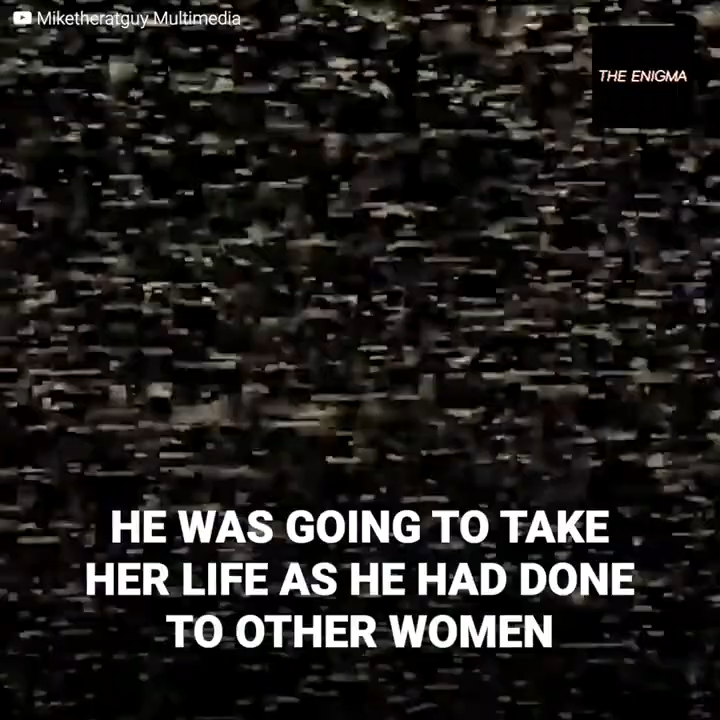 Miketheratguy Multimedia
THE ENIGMA
HE WAS GOING TO TAKE
HER LIFE AS HE HAD DONE
TO OTHER WOMEN